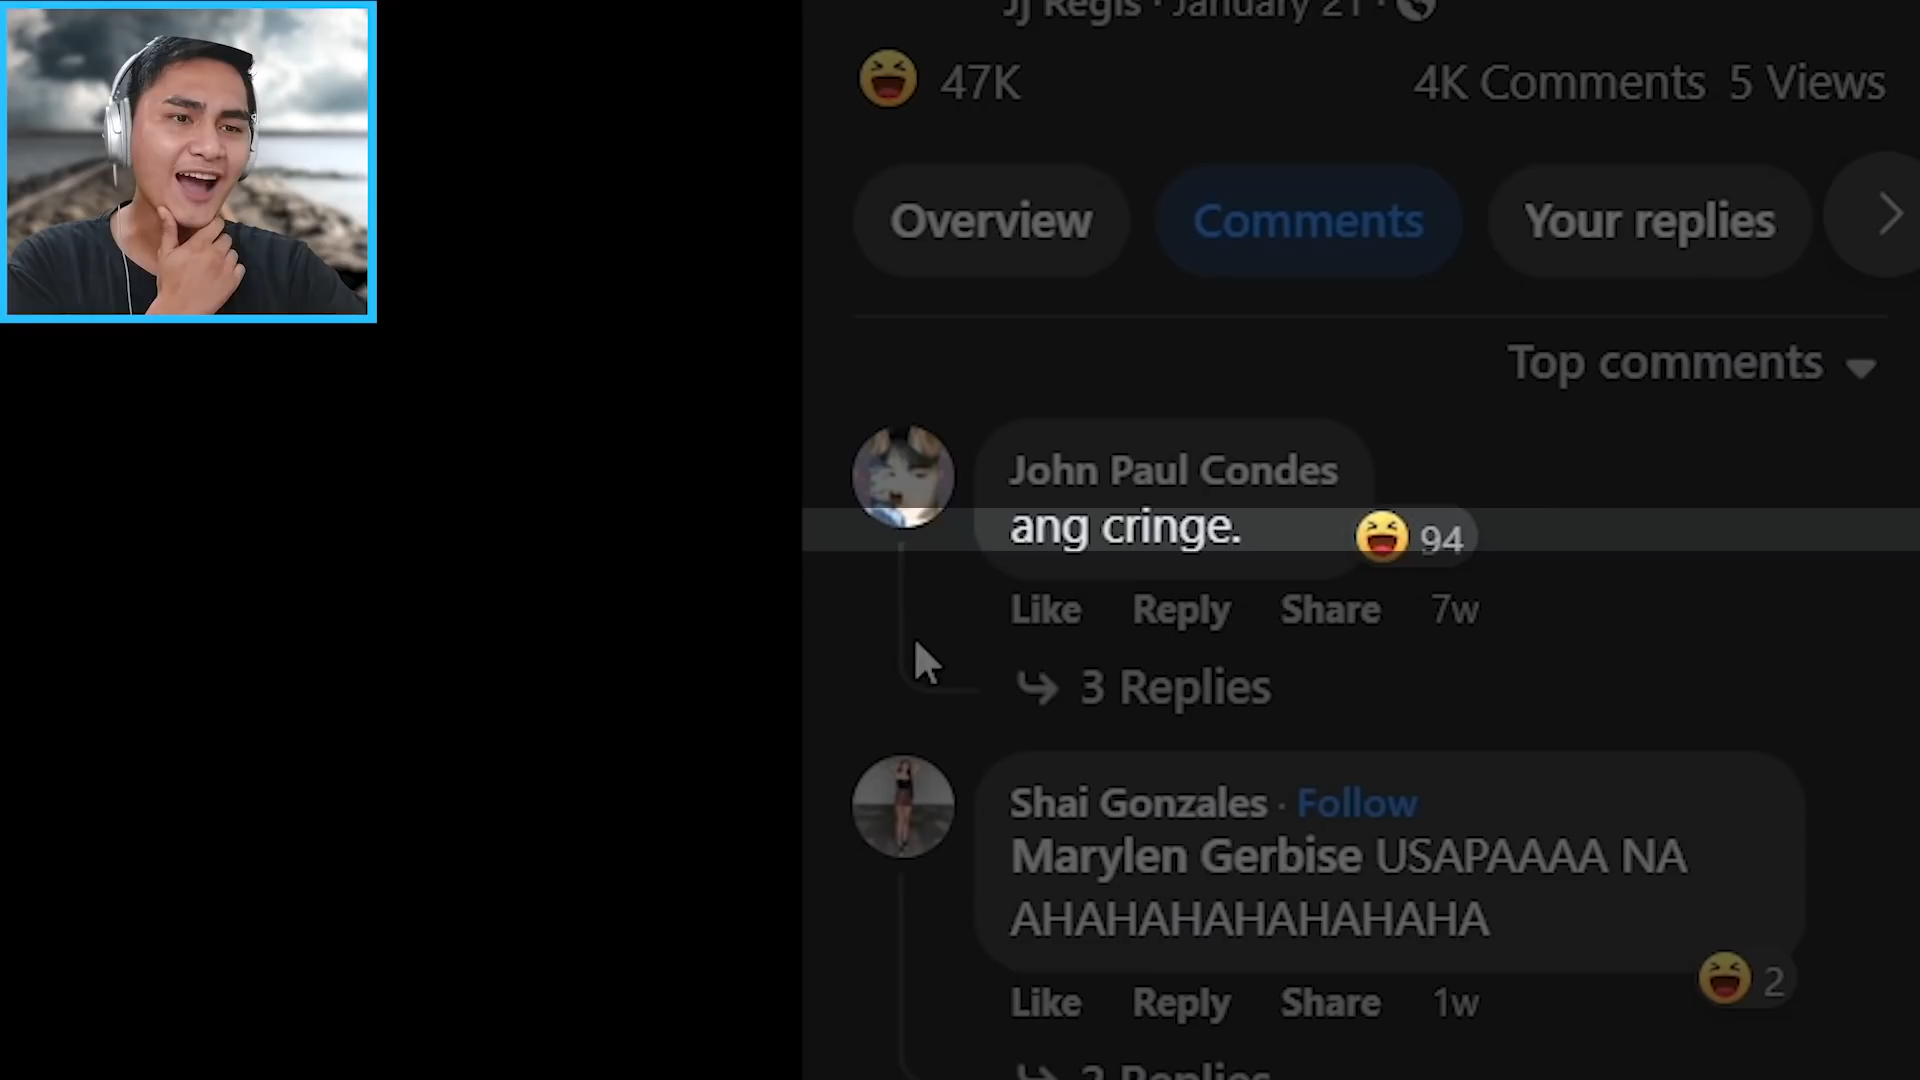 Jj Regis · January 21 ·
47K
4K Comments 5 Views
Overview
Comments
Your replies
Top comments
John Paul Condes
ang cringe.
94
Like Reply Share 7w
3 Replies
Shai Gonzales · Follow
Marylen Gerbise USAPAAAA NA
AHAHAHAHAHAHAHA
2
Like Reply Share 1w
2 Replies